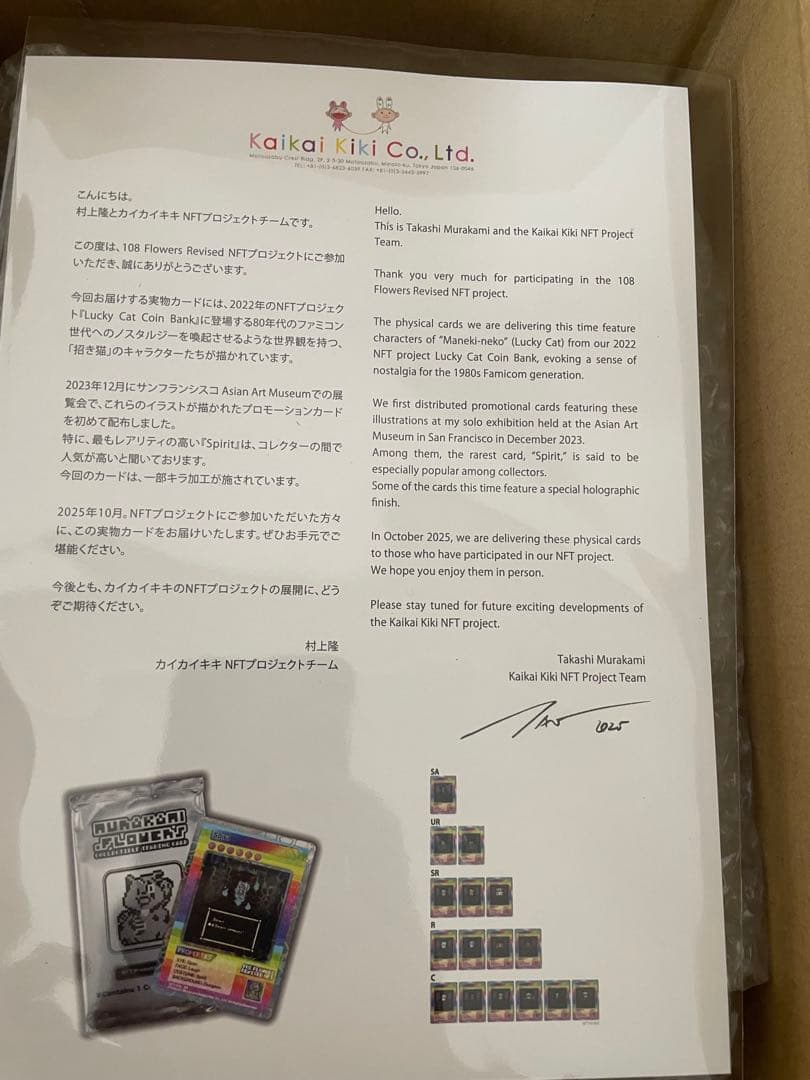 Kaikai Kiki Co., Ltd.
Motoazabu Crest Bldg. 2F, 2-3-30 Motoazabu, Minato-ku, Tokyo Japan 106-0046
こんにちは。
村上隆とカイカイキキ NFTプロジェクトチームです。
この度は、108 Flowers Revised NFTプロジェクトにご参加
いただき、誠にありがとうございます。
今回お届けする実物カードには、2022年のNFTプロジェク
ト『Lucky Cat Coin Bank』に登場する80年代のファミコン
世代へのノスタルジーを喚起させるような世界観を持つ、
「招き猫」のキャラクターたちが描かれています。
2023年12月にサンフランシスコ Asian Art Museumでの展
覧会で、これらのイラストが描かれたプロモーションカード
を初めて配布しました。
特に、最もレアリティの高い『Spirit』は、コレクターの間で
人気が高いと聞いております。
今回のカードは、一部キラ加工が施されています。
2025年10月。NFTプロジェクトにご参加いただいた方々
に、この実物カードをお届けいたします。ぜひお手元でご
堪能ください。
今後とも、カイカイキキのNFTプロジェクトの展開に、どう
ぞご期待ください。
村上隆
カイカイキキ NFTプロジェクトチーム
Hello.
This is Takashi Murakami and the Kaikai Kiki NFT Project
Team.
Thank you very much for participating in the 108
Flowers Revised NFT project.
The physical cards we are delivering this time feature
characters of "Maneki-neko" (Lucky Cat) from our 2022
NFT project Lucky Cat Coin Bank, evoking a sense of
nostalgia for the 1980s Famicom generation.
We first distributed promotional cards featuring these
illustrations at my solo exhibition held at the Asian Art
Museum in San Francisco in December 2023.
Among them, the rarest card, "Spirit," is said to be
especially popular among collectors.
Some of the cards this time feature a special holographic
finish.
In October 2025, we are delivering these physical cards
to those who have participated in our NFT project.
We hope you enjoy them in person.
Please stay tuned for future exciting developments of
the Kaikai Kiki NFT project.
Takashi Murakami
Kaikai Kiki NFT Project Team
MURAKAMI
FLOWERS
COLLECTIBLE TRADING CARD
SA
UR
SR
R
C